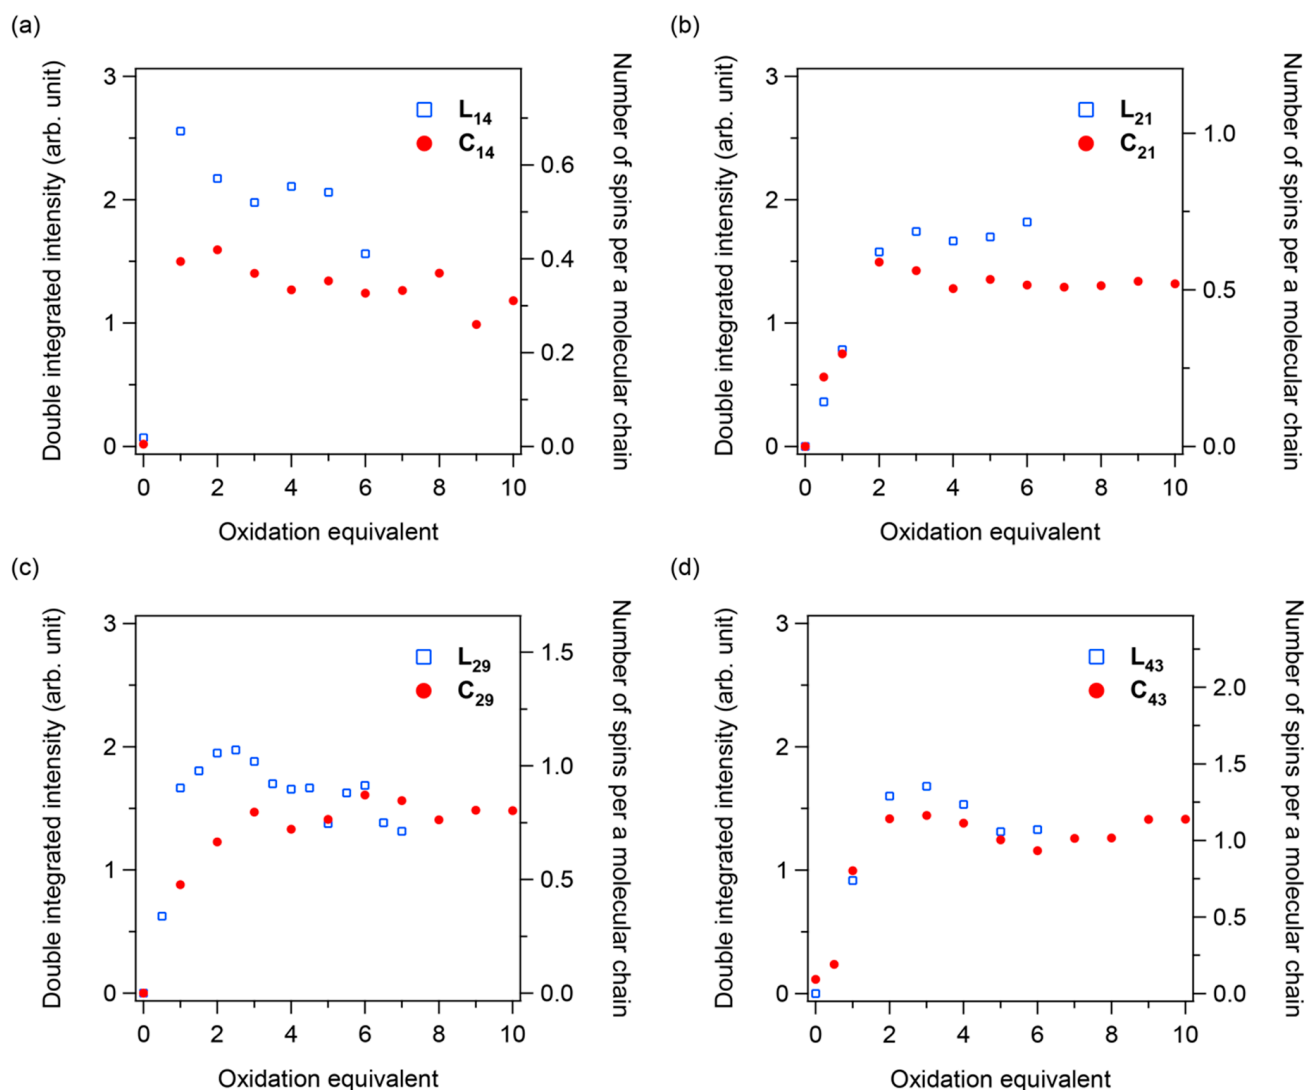 (a)
Double integrated intensity (arb. unit)
3
2
1
0
L14
C14
0.6
0.4
0.2
0.0
Number of spins per a molecular chain
0 2 4 6 8 10
Oxidation equivalent
(b)
Double integrated intensity (arb. unit)
3
2
1
0
L21
C21
1.0
0.5
0.0
Number of spins per a molecular chain
0 2 4 6 8 10
Oxidation equivalent
(c)
Double integrated intensity (arb. unit)
3
2
1
0
L29
C29
1.5
1.0
0.5
0.0
Number of spins per a molecular chain
0 2 4 6 8 10
Oxidation equivalent
(d)
Double integrated intensity (arb. unit)
3
2
1
0
L43
C43
2.0
1.5
1.0
0.5
0.0
Number of spins per a molecular chain
0 2 4 6 8 10
Oxidation equivalent